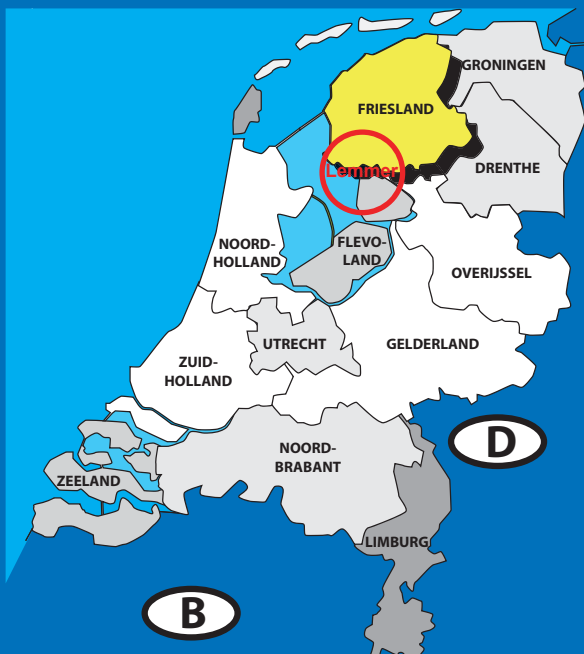 GRONINGEN
FRIESLAND
Lemmer
DRENTHE
NOORD-
HOLLAND
FLEVO-
LAND
OVERIJSSEL
UTRECHT
GELDERLAND
ZUID-
HOLLAND
D
NOORD-
BRABANT
ZEELAND
LIMBURG
B